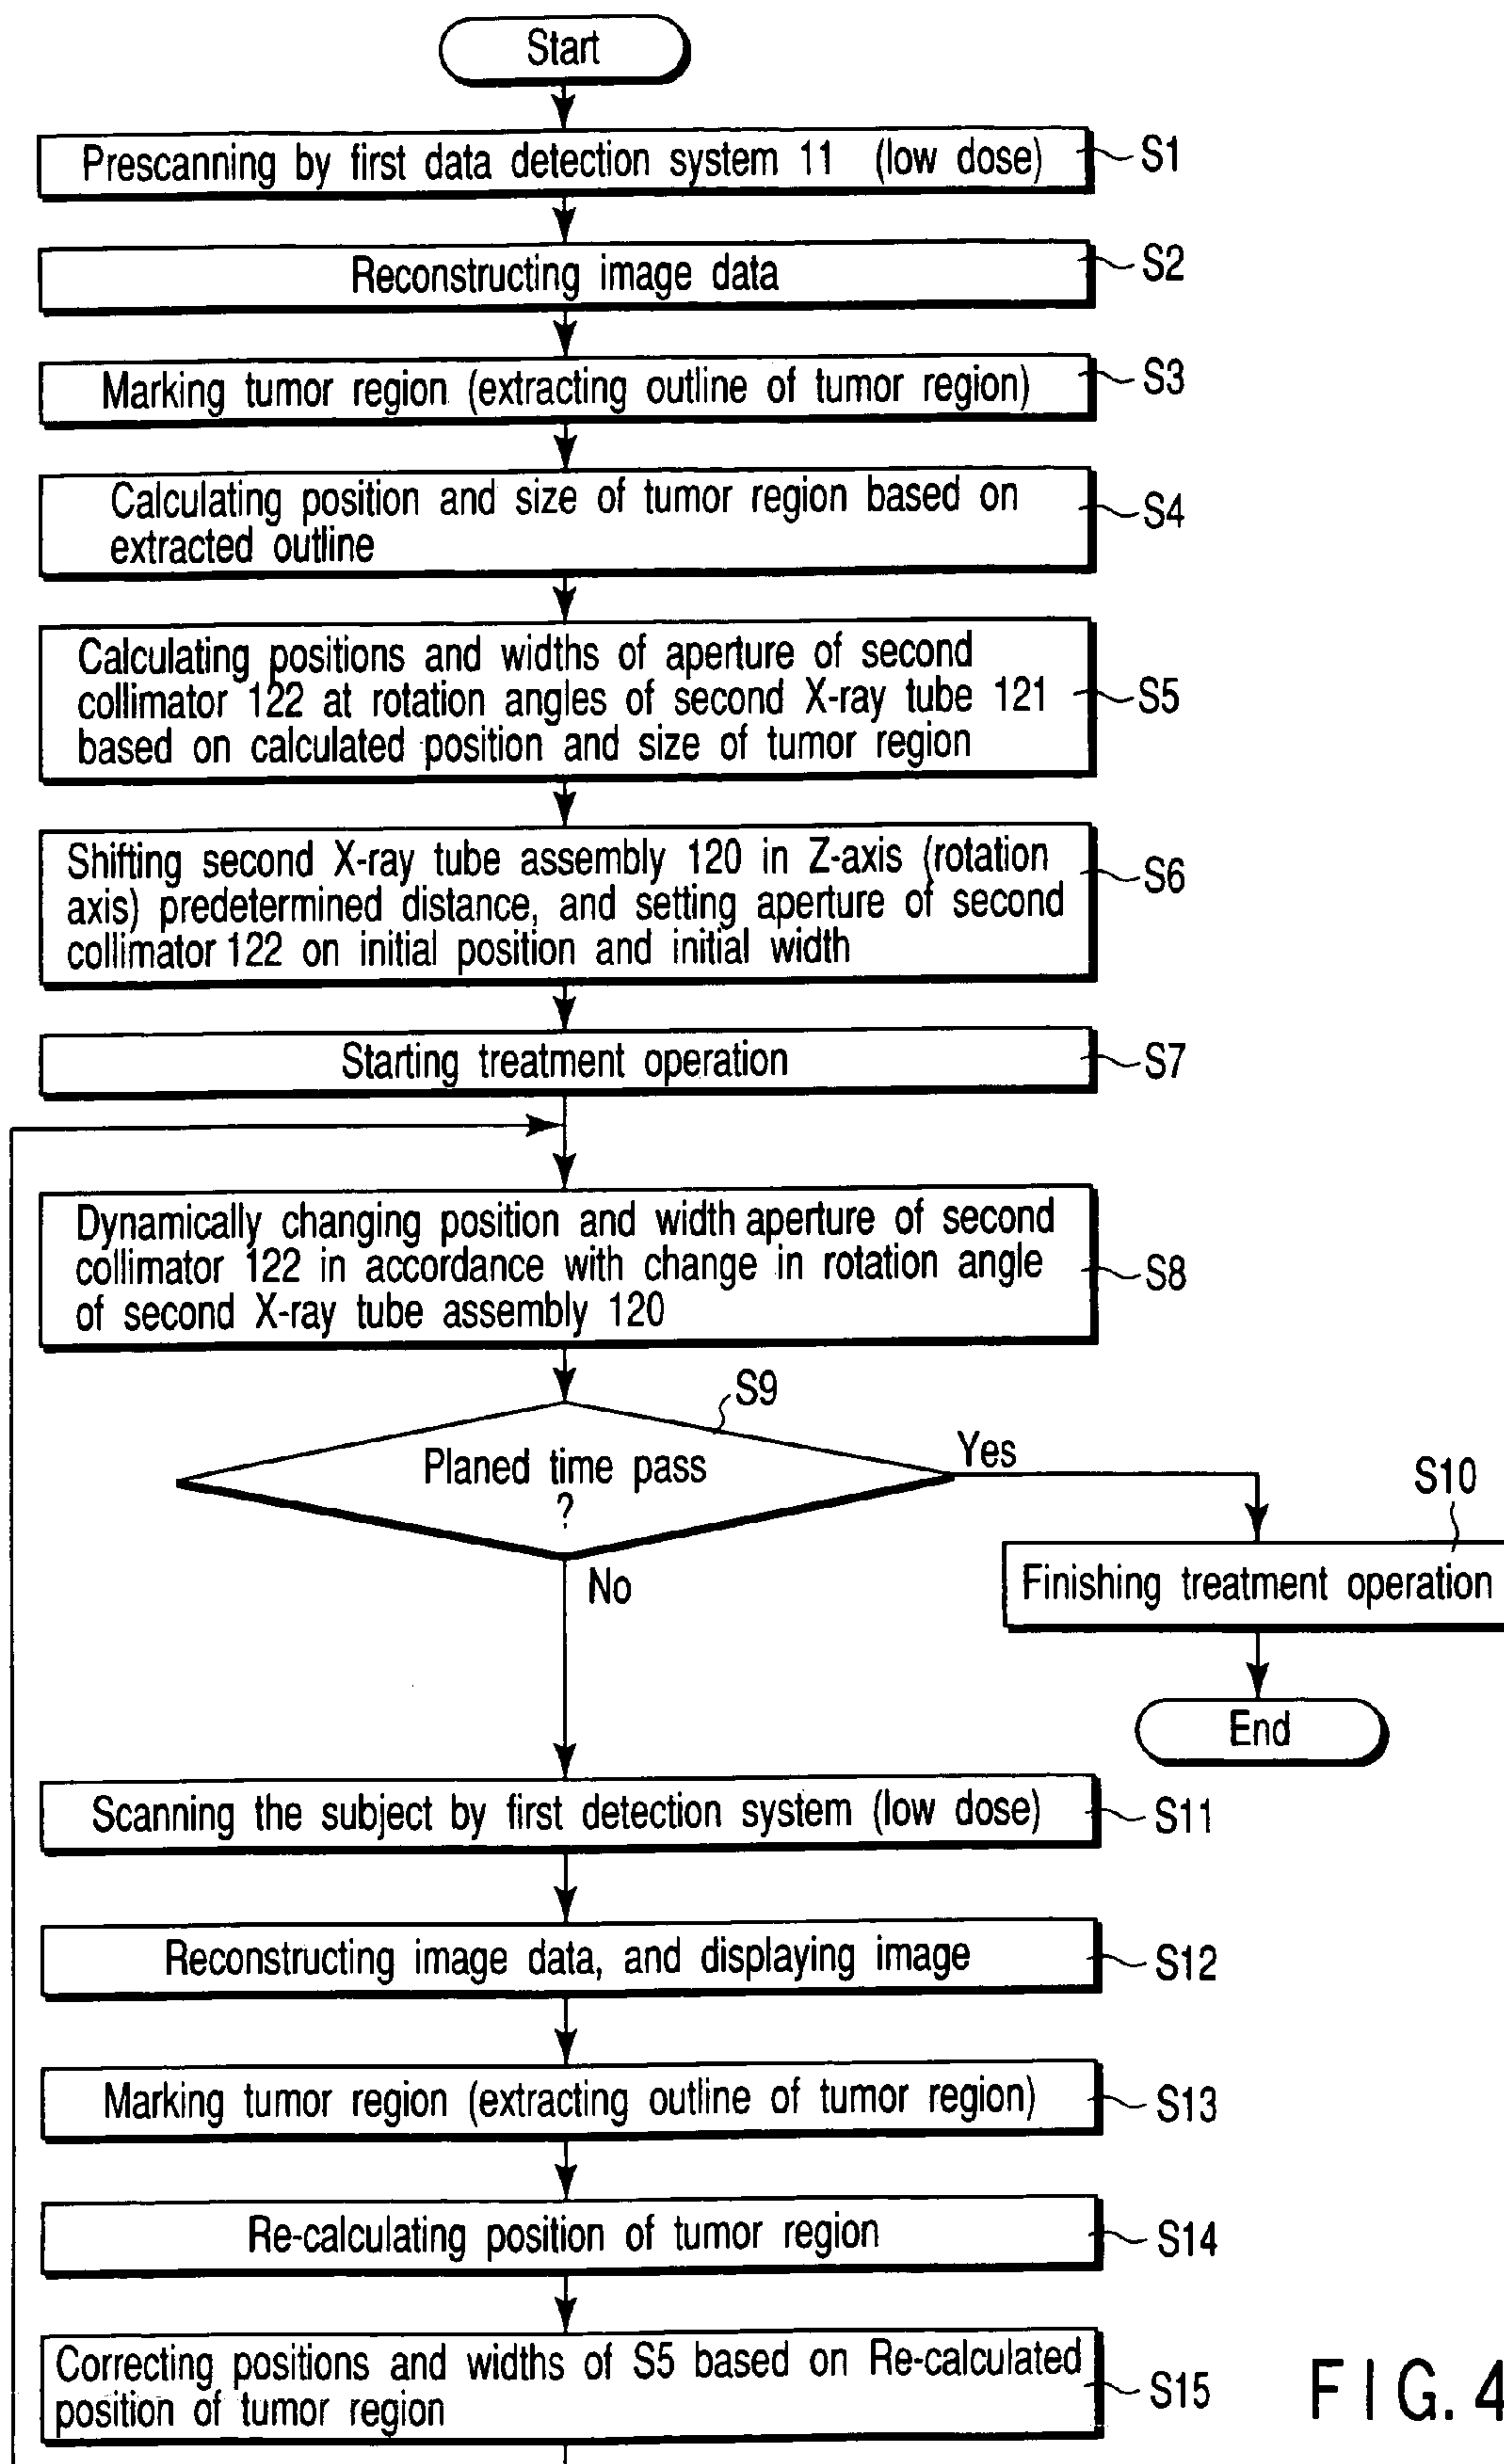 Start
Prescanning by first data detection system 11 (low dose)
S1
Reconstructing image data
S2
Marking tumor region (extracting outline of tumor region)
S3
Calculating position and size of tumor region based on
extracted outline
S4
Calculating positions and widths of aperture of second
collimator 122 at rotation angles of second X-ray tube 121
based on calculated position and size of tumor region
S5
Shifting second X-ray tube assembly 120 in Z-axis (rotation
axis) predetermined distance, and setting aperture of second
collimator 122 on initial position and initial width
S6
Starting treatment operation
S7
Dynamically changing position and width aperture of second
collimator 122 in accordance with change in rotation angle
of second X-ray tube assembly 120
S8
S9
Planed time pass
?
Yes
No
S10
Finishing treatment operation
End
Scanning the subject by first detection system (low dose)
S11
Reconstructing image data, and displaying image
S12
Marking tumor region (extracting outline of tumor region)
S13
Re-calculating position of tumor region
S14
Correcting positions and widths of S5 based on Re-calculated
position of tumor region
S15
FIG. 4